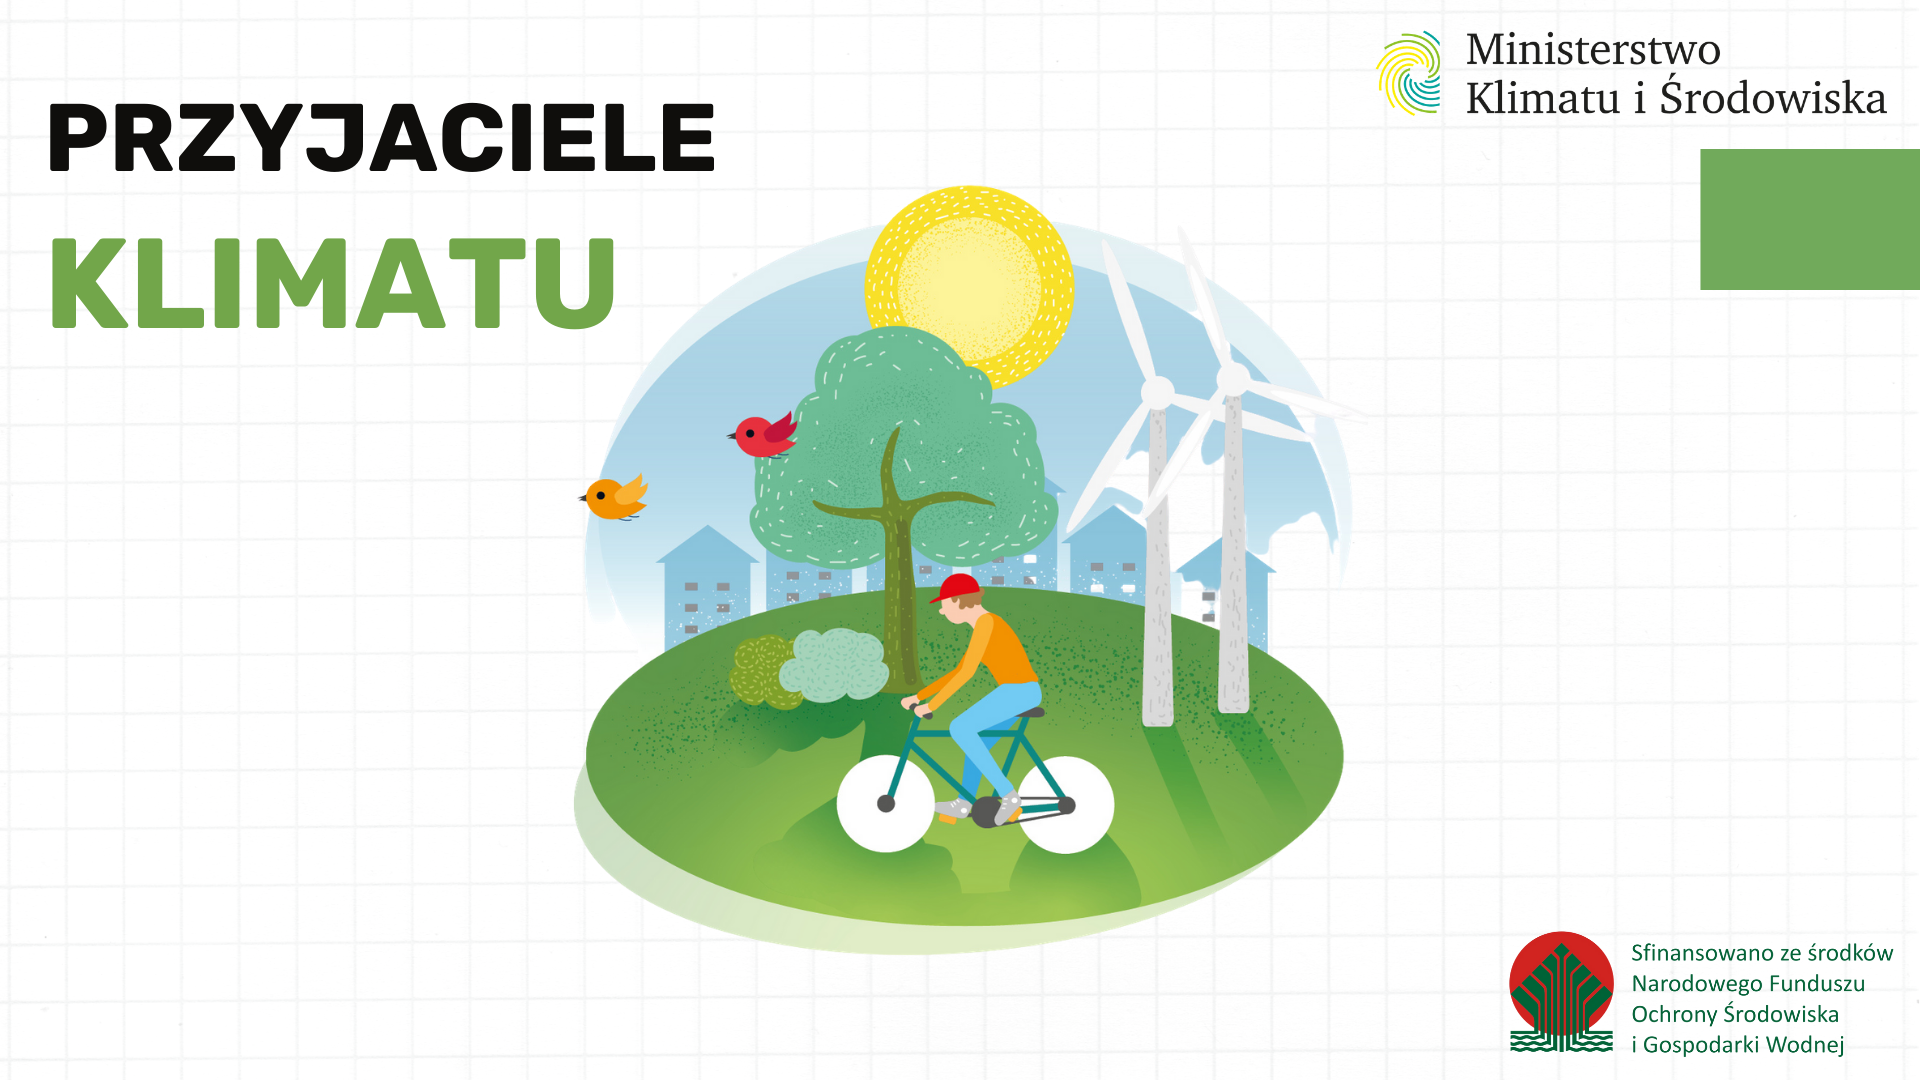 PRZYJACIELE
KLIMATU
Ministerstwo
Klimatu i Środowiska
Sfinansowano ze środków
Narodowego Funduszu
Ochrony Środowiska
i Gospodarki Wodnej